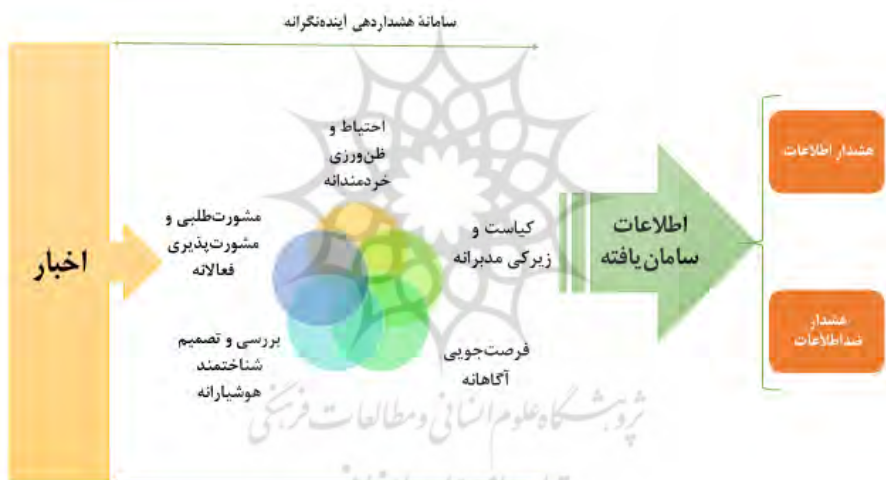 سامانهٔ هشداردهی آینده‌نگرانه
اخبار
احتیاط و
ظن‌ورزی
خردمندانه
مشورت‌طلبی و
مشورت‌پذیری
فعالانه
کیاست و
زیرکی مدبرانه
بررسی و تصمیم
شناختمند
هوشیارانه
فرصت‌جویی
آگاهانه
اطلاعات
سامان‌یافته
هشدار اطلاعات
هشدار
ضداطلاعات
پژوهشگاه علوم انسانی و مطالعات فرهنگی